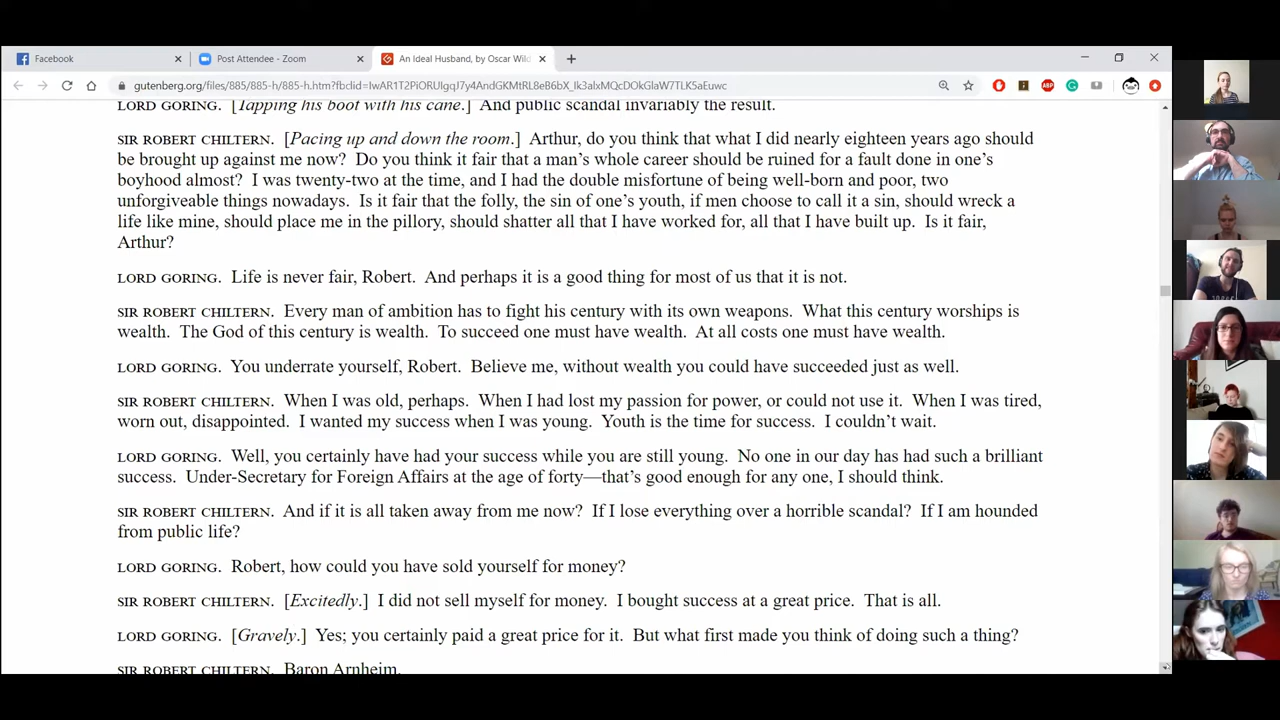 Facebook
Post Attendee - Zoom
An Ideal Husband, by Oscar Wild
gutenberg.org/files/885/885-h/885-h.htm?fbclid=IwAR1T2PiORUIgqJ7y4AndGKMtRL8eB6bX_Ik3alxMQcDOkGlaW7TLK5aEuwc
LORD GORING. [Tapping his boot with his cane.] And public scandal invariably the result.
SIR ROBERT CHILTERN. [Pacing up and down the room.] Arthur, do you think that what I did nearly eighteen years ago should
be brought up against me now? Do you think it fair that a man's whole career should be ruined for a fault done in one's
boyhood almost? I was twenty-two at the time, and I had the double misfortune of being well-born and poor, two
unforgiveable things nowadays. Is it fair that the folly, the sin of one's youth, if men choose to call it a sin, should wreck a
life like mine, should place me in the pillory, should shatter all that I have worked for, all that I have built up. Is it fair,
Arthur?
LORD GORING. Life is never fair, Robert. And perhaps it is a good thing for most of us that it is not.
SIR ROBERT CHILTERN. Every man of ambition has to fight his century with its own weapons. What this century worships is
wealth. The God of this century is wealth. To succeed one must have wealth. At all costs one must have wealth.
LORD GORING. You underrate yourself, Robert. Believe me, without wealth you could have succeeded just as well.
SIR ROBERT CHILTERN. When I was old, perhaps. When I had lost my passion for power, or could not use it. When I was tired,
worn out, disappointed. I wanted my success when I was young. Youth is the time for success. I couldn't wait.
LORD GORING. Well, you certainly have had your success while you are still young. No one in our day has had such a brilliant
success. Under-Secretary for Foreign Affairs at the age of forty—that's good enough for any one, I should think.
SIR ROBERT CHILTERN. And if it is all taken away from me now? If I lose everything over a horrible scandal? If I am hounded
from public life?
LORD GORING. Robert, how could you have sold yourself for money?
SIR ROBERT CHILTERN. [Excitedly.] I did not sell myself for money. I bought success at a great price. That is all.
LORD GORING. [Gravely.] Yes; you certainly paid a great price for it. But what first made you think of doing such a thing?
SIR ROBERT CHILTERN. Baron Arnheim.